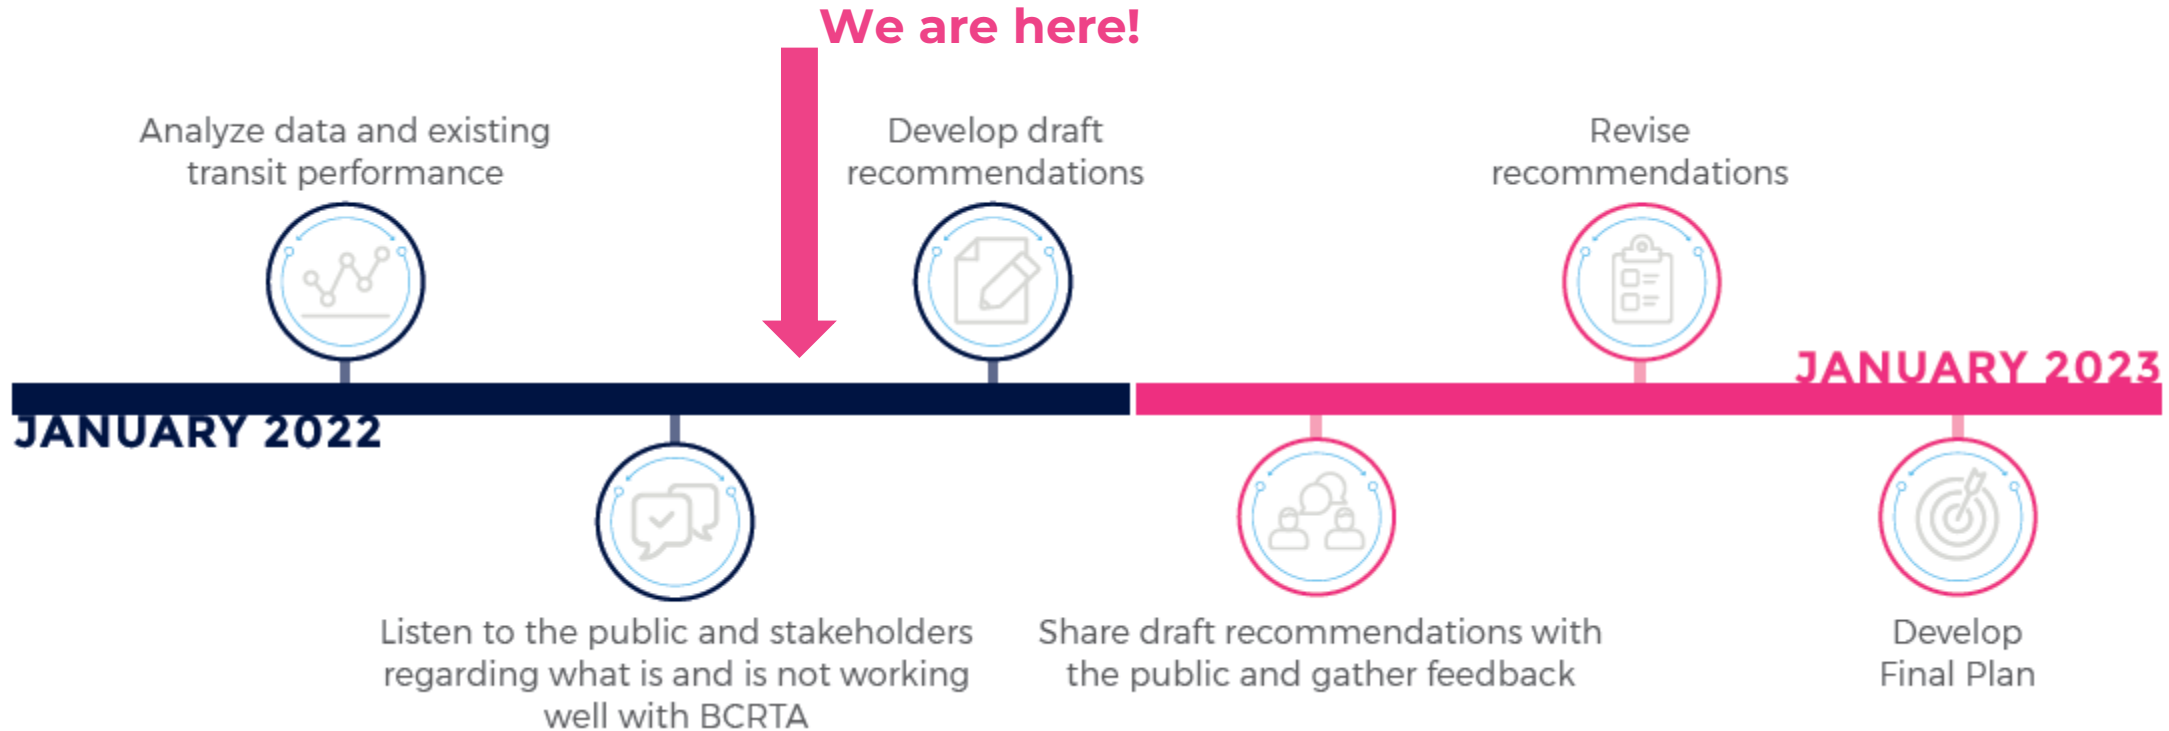 We are here!
Analyze data and existing
transit performance
Develop draft
recommendations
Revise
recommendations
JANUARY 2023
JANUARY 2022
Listen to the public and stakeholders
regarding what is and is not working
well with BCRTA
Share draft recommendations with
the public and gather feedback
Develop
Final Plan